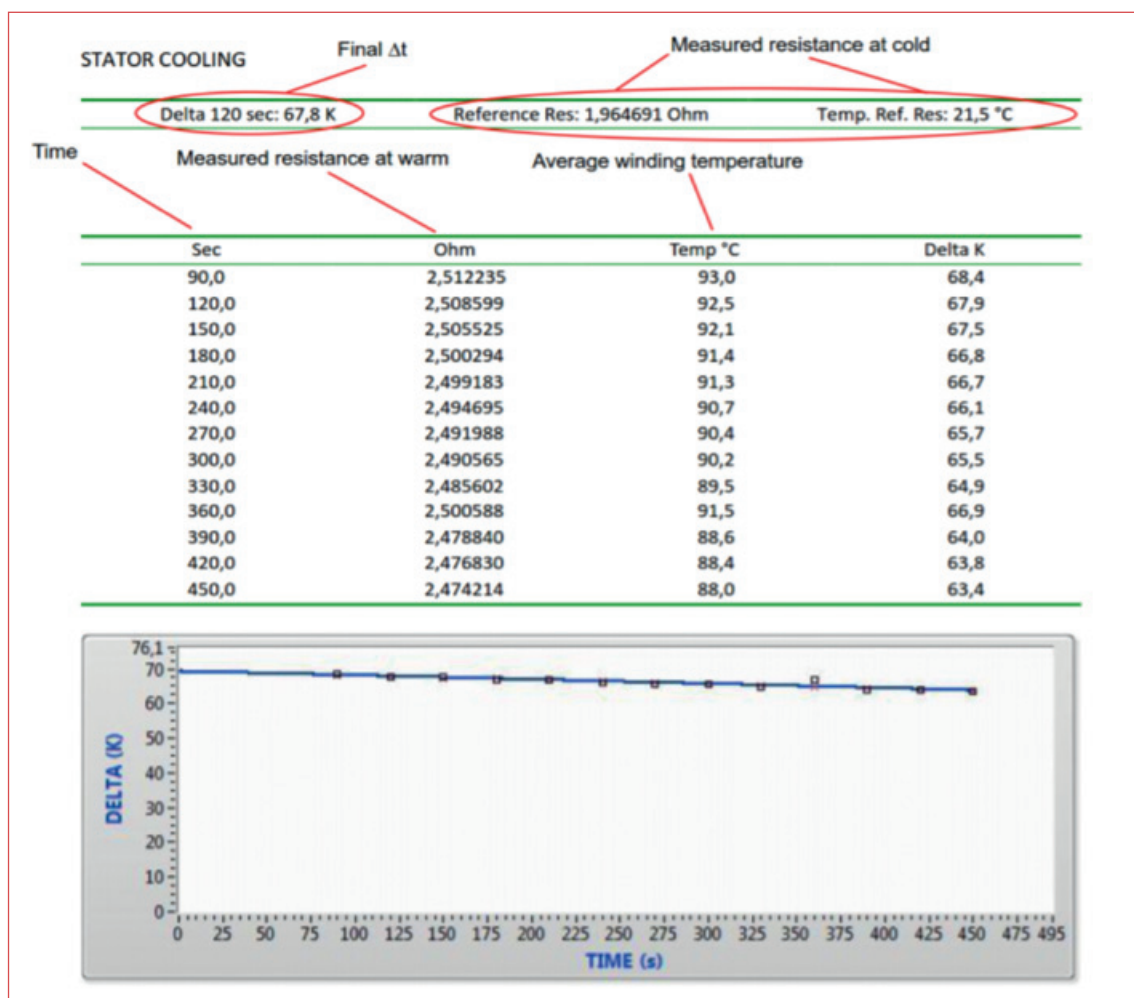 STATOR COOLING
Final Δt
Measured resistance at cold
Delta 120 sec: 67,8 K Reference Res: 1,964691 Ohm Temp. Ref. Res: 21,5 °C
Time
Measured resistance at warm
Average winding temperature
Sec Ohm Temp °C Delta K
90,0 2,512235 93,0 68,4
120,0 2,508599 92,5 67,9
150,0 2,505525 92,1 67,5
180,0 2,500294 91,4 66,8
210,0 2,499183 91,3 66,7
240,0 2,494695 90,7 66,1
270,0 2,491988 90,4 65,7
300,0 2,490565 90,2 65,5
330,0 2,485602 89,5 64,9
360,0 2,500588 91,5 66,9
390,0 2,478840 88,6 64,0
420,0 2,476830 88,4 63,8
450,0 2,474214 88,0 63,4
76,1
70
60
50
40
30
20
10
0
DELTA (K)
0 25 50 75 100 125 150 175 200 225 250 275 300 325 350 375 400 425 450 475 495
TIME (s)